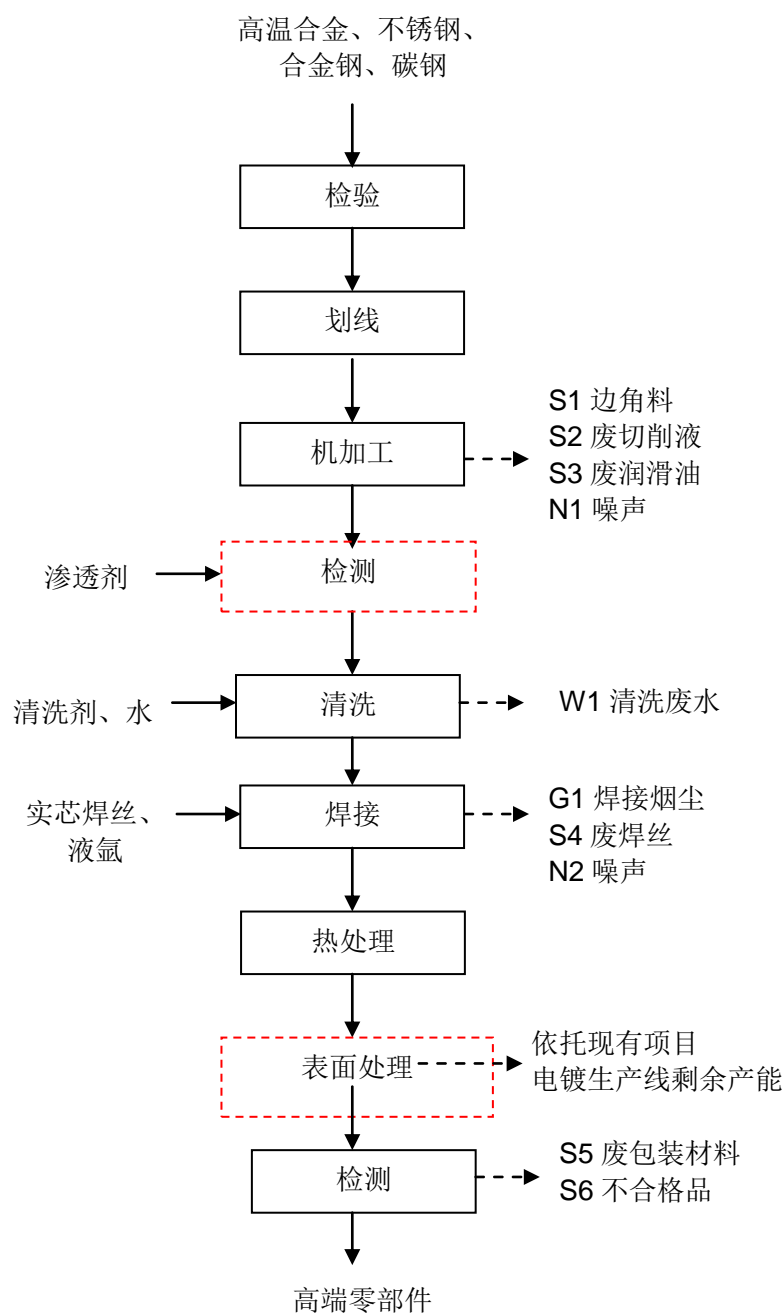 高温合金、不锈钢、
合金钢、碳钢
检验
划线
机加工
S1 边角料
S2 废切削液
S3 废润滑油
N1 噪声
渗透剂
检测
清洗剂、水
清洗
W1 清洗废水
实芯焊丝、
液氩
焊接
G1 焊接烟尘
S4 废焊丝
N2 噪声
热处理
表面处理
依托现有项目
电镀生产线剩余产能
检测
S5 废包装材料
S6 不合格品
高端零部件